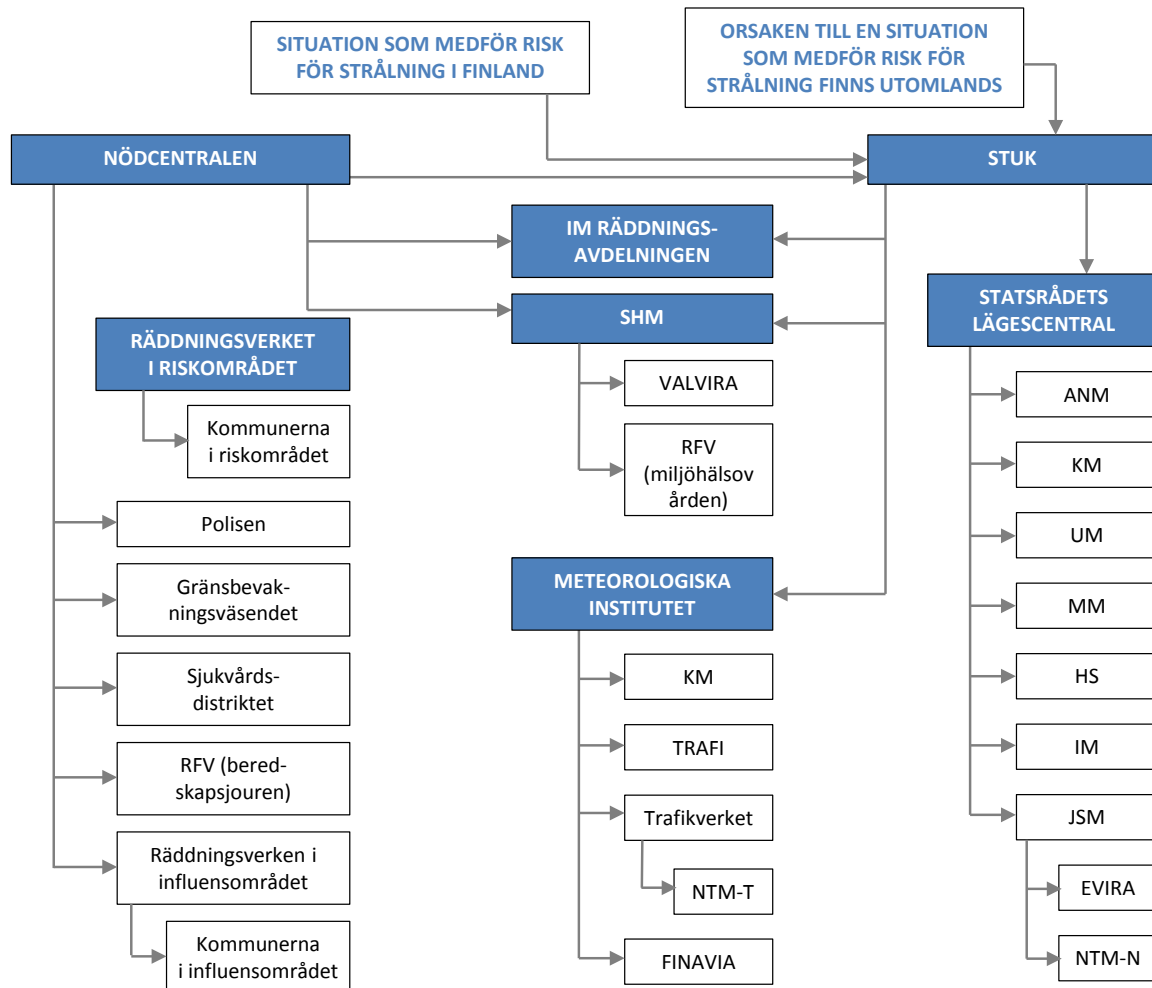 SITUATION SOM MEDFÖR RISK
FÖR STRÅLNING I FINLAND
ORSAKEN TILL EN SITUATION
SOM MEDFÖR RISK FÖR
STRÅLNING FINNS UTOMLANDS
NÖDCENTRALEN
STUK
IM RÄDDNINGS-
AVDELNINGEN
SHM
VALVIRA
RFV
(miljöhälsov
ården)
RÄDDNINGSVERKET
I RISKOMRÅDET
Kommunerna
i riskområdet
Polisen
Gränsbevak-
ningsväsendet
Sjukvårds-
distriktet
RFV (bered-
skapsjouren)
Räddningsverken i
influensområdet
Kommunerna
i influensområdet
METEOROLOGISKA
INSTITUTET
KM
TRAFI
Trafikverket
NTM-T
FINAVIA
STATSRÅDETS
LÄGESCENTRAL
ANM
KM
UM
MM
HS
IM
JSM
EVIRA
NTM-N